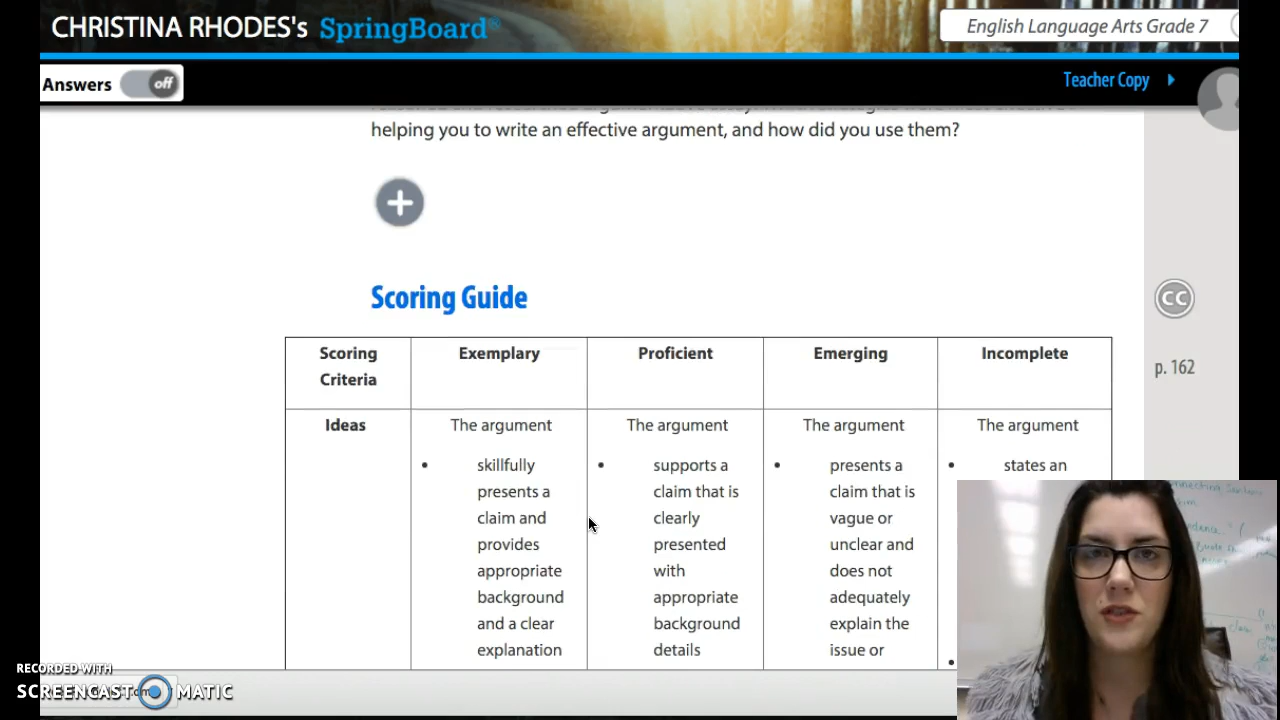 CHRISTINA RHODES's SpringBoard®
English Language Arts Grade 7
Answers off
Teacher Copy
helping you to write an effective argument, and how did you use them?
Scoring Guide
CC
p. 162
Scoring Criteria
Exemplary
Proficient
Emerging
Incomplete
Ideas
The argument
• skillfully
presents a
claim and
provides
appropriate
background
and a clear
explanation
The argument
• supports a
claim that is
clearly
presented
with
appropriate
background
details
The argument
• presents a
claim that is
vague or
unclear and
does not
adequately
explain the
issue or
The argument
• states an
RECORDED WITH
SCREENCAST MATIC